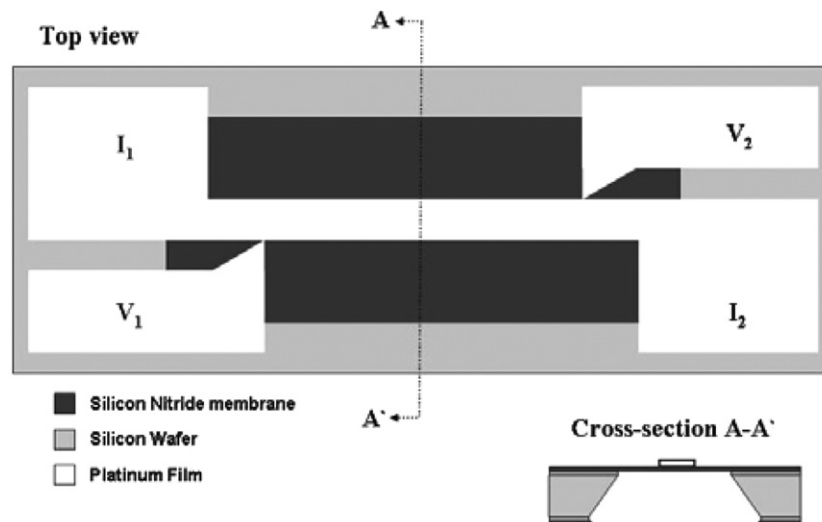 Top view
A
I1
V2
V1
I2
A`
Silicon Nitride membrane
Silicon Wafer
Platinum Film
Cross-section A-A`